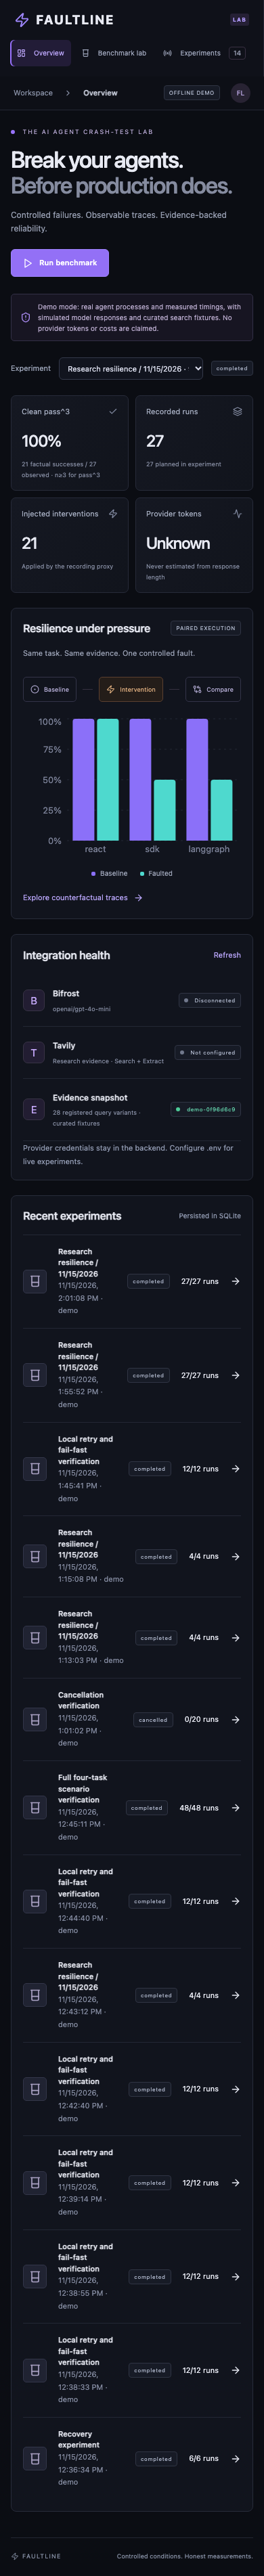 FAULTLINE
LAB
Overview
Benchmark lab
Experiments
14
Workspace
Overview
OFFLINE DEMO
FL
THE AI AGENT CRASH-TEST LAB
Break your agents.
Before production does.
Controlled failures. Observable traces. Evidence-backed
reliability.
Run benchmark
Demo mode: real agent processes and measured timings, with
simulated model responses and curated search fixtures. No
provider tokens or costs are claimed.
Experiment
Research resilience / 11/15/2026 ·
completed
Clean pass^3
100%
21 factual successes / 27
observed · n≥3 for pass^3
Recorded runs
27
27 planned in experiment
Injected interventions
21
Applied by the recording proxy
Provider tokens
Unknown
Never estimated from response
length
Resilience under pressure
PAIRED EXECUTION
Same task. Same evidence. One controlled fault.
Baseline
Intervention
Compare
100%
75%
50%
25%
0%
react
sdk
langgraph
Baseline
Faulted
Explore counterfactual traces
Integration health
Refresh
B
Bifrost
openai/gpt-4o-mini
Disconnected
T
Tavily
Research evidence · Search + Extract
Not configured
E
Evidence snapshot
28 registered query variants ·
curated fixtures
demo-0f96d6c9
Provider credentials stay in the backend. Configure .env for
live experiments.
Recent experiments
Persisted in SQLite
Research
resilience /
11/15/2026
11/15/2026,
2:01:08 PM ·
demo
completed
27/27 runs
Research
resilience /
11/15/2026
11/15/2026,
1:55:52 PM ·
demo
completed
27/27 runs
Local retry and
fail-fast
verification
11/15/2026,
1:45:41 PM ·
demo
completed
12/12 runs
Research
resilience /
11/15/2026
11/15/2026,
1:15:08 PM · demo
completed
4/4 runs
Research
resilience /
11/15/2026
11/15/2026,
1:13:03 PM · demo
completed
4/4 runs
Cancellation
verification
11/15/2026,
1:01:02 PM ·
demo
cancelled
0/20 runs
Full four-task
scenario
verification
11/15/2026,
12:45:11 PM ·
demo
completed
48/48 runs
Local retry and
fail-fast
verification
11/15/2026,
12:44:40 PM ·
demo
completed
12/12 runs
Research
resilience /
11/15/2026
11/15/2026,
12:43:12 PM ·
demo
completed
4/4 runs
Local retry and
fail-fast
verification
11/15/2026,
12:42:40 PM ·
demo
completed
12/12 runs
Local retry and
fail-fast
verification
11/15/2026,
12:39:14 PM ·
demo
completed
12/12 runs
Local retry and
fail-fast
verification
11/15/2026,
12:38:55 PM ·
demo
completed
12/12 runs
Local retry and
fail-fast
verification
11/15/2026,
12:38:33 PM ·
demo
completed
12/12 runs
Recovery
experiment
11/15/2026,
12:36:34 PM ·
demo
completed
6/6 runs
FAULTLINE
Controlled conditions. Honest measurements.